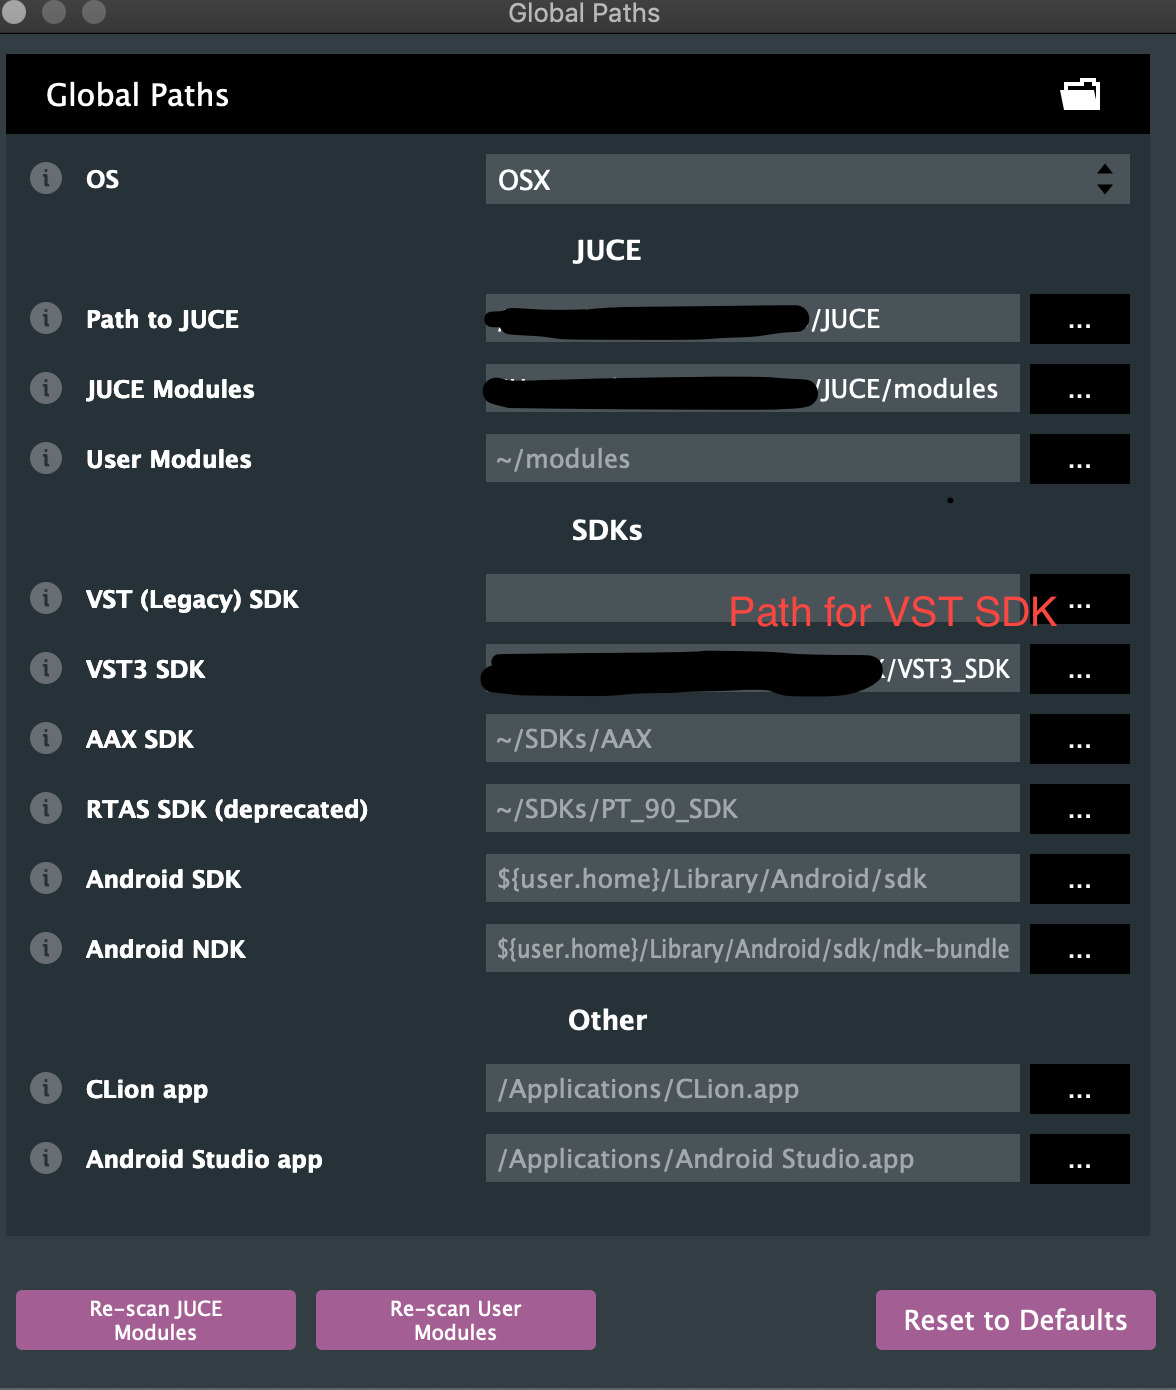 Global Paths
Global Paths
OS
OSX
JUCE
Path to JUCE
/JUCE
...
JUCE Modules
/JUCE/modules
...
User Modules
~/modules
...
SDKs
VST (Legacy) SDK
Path for VST SDK
...
VST3 SDK
/VST3_SDK
...
AAX SDK
~/SDKs/AAX
...
RTAS SDK (deprecated)
~/SDKs/PT_90_SDK
...
Android SDK
${user.home}/Library/Android/sdk
...
Android NDK
${user.home}/Library/Android/sdk/ndk-bundle
...
Other
CLion app
/Applications/CLion.app
...
Android Studio app
/Applications/Android Studio.app
...
Re-scan JUCE
Modules
Re-scan User
Modules
Reset to Defaults